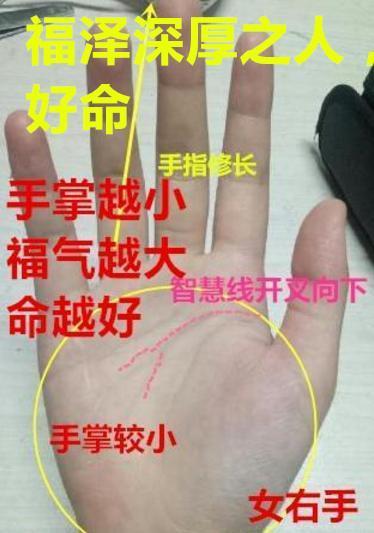 福泽深厚之人，
好命
手指修长
手掌越小
福气越大
命越好
智慧线开叉向下
手掌较小
女右手